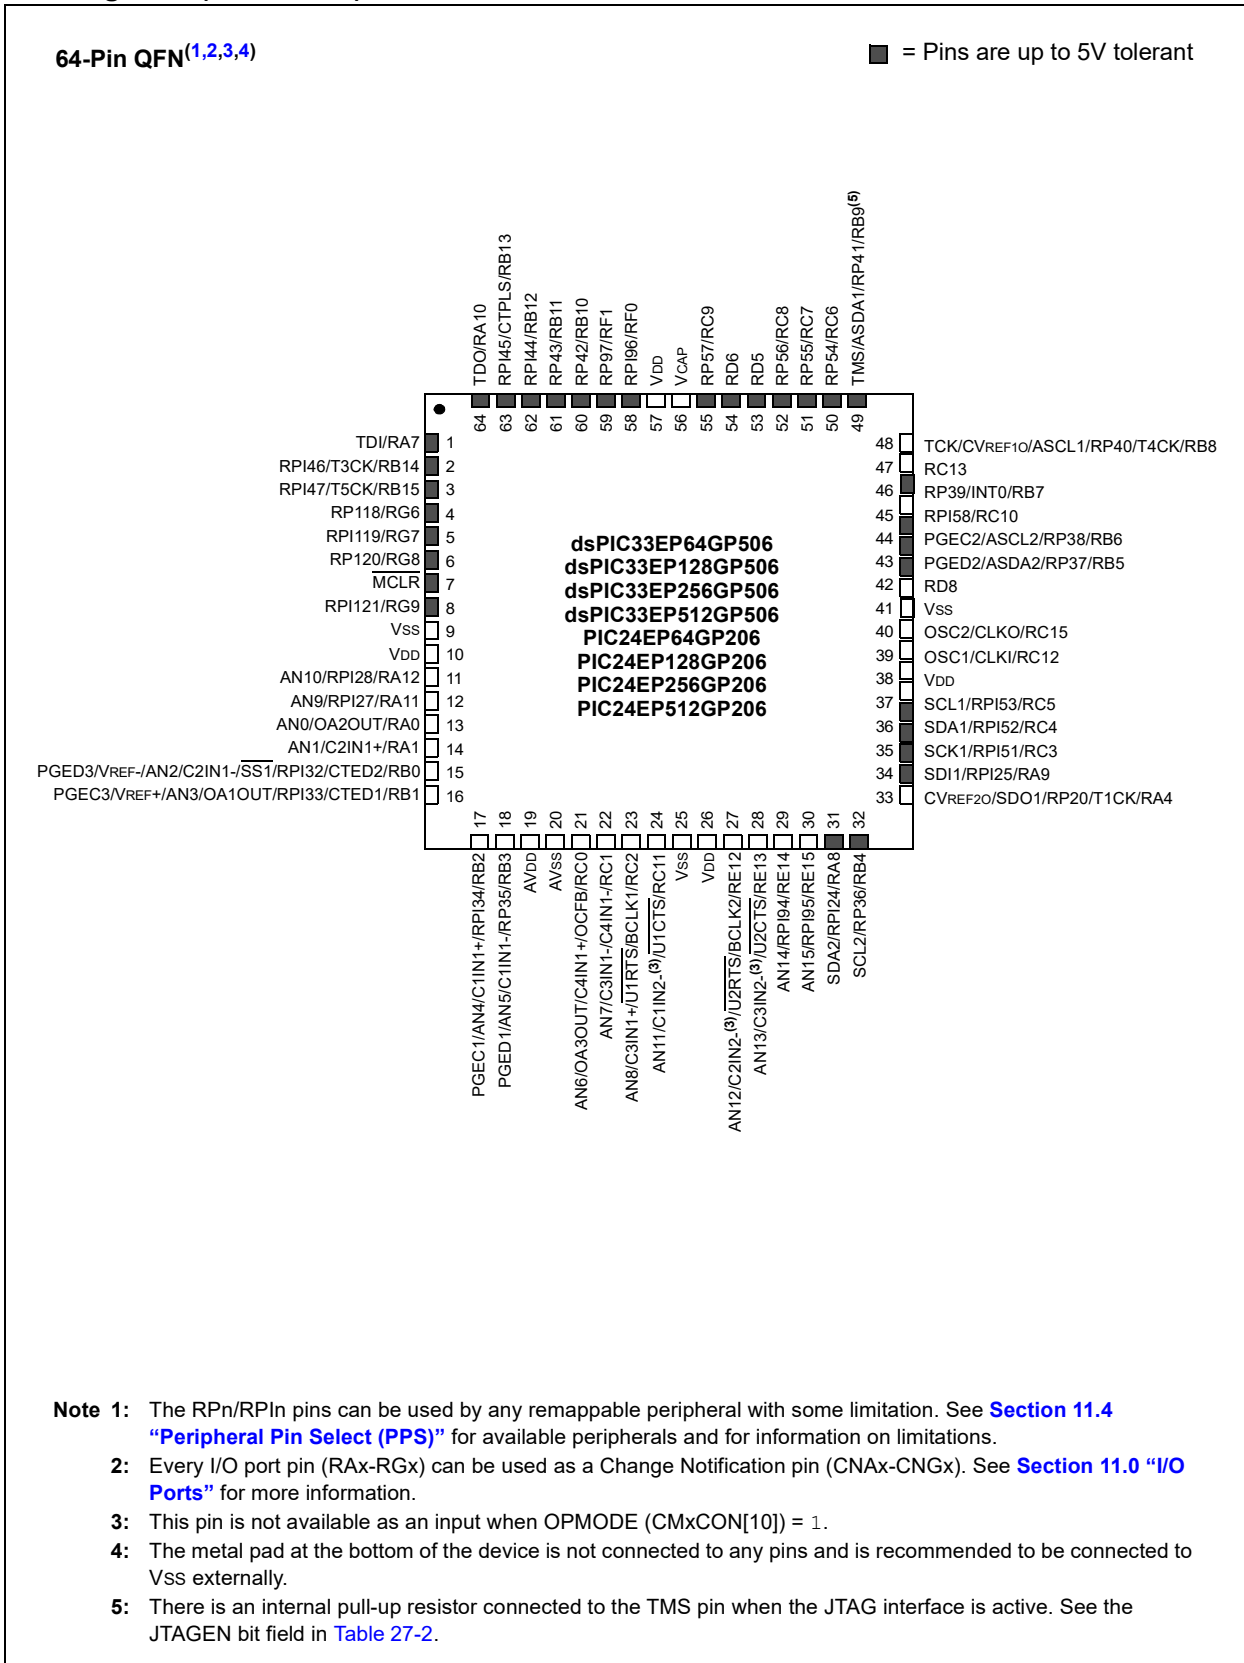 64-Pin QFN(1,2,3,4)
= Pins are up to 5V tolerant
TDO/RA10
RPI45/CTPLS/RB13
RPI44/RB12
RP43/RB11
RP42/RB10
RP97/RF1
RPI96/RF0
VDD
VCAP
RP57/RC9
RD6
RD5
RP56/RC8
RP55/RC7
RP54/RC6
TMS/ASDA1/RP41/RB9(5)
64 63 62 61 60 59 58 57 56 55 54 53 52 51 50 49
TDI/RA7 1
RPI46/T3CK/RB14 2
RPI47/T5CK/RB15 3
RP118/RG6 4
RPI119/RG7 5
RP120/RG8 6
MCLR 7
RPI121/RG9 8
VSS 9
VDD 10
AN10/RPI28/RA12 11
AN9/RPI27/RA11 12
AN0/OA2OUT/RA0 13
AN1/C2IN1+/RA1 14
PGED3/VREF-/AN2/C2IN1-/SS1/RPI32/CTED2/RB0 15
PGEC3/VREF+/AN3/OA1OUT/RPI33/CTED1/RB1 16
dsPIC33EP64GP506
dsPIC33EP128GP506
dsPIC33EP256GP506
dsPIC33EP512GP506
PIC24EP64GP206
PIC24EP128GP206
PIC24EP256GP206
PIC24EP512GP206
48 TCK/CVREF1O/ASCL1/RP40/T4CK/RB8
47 RC13
46 RP39/INT0/RB7
45 RPI58/RC10
44 PGEC2/ASCL2/RP38/RB6
43 PGED2/ASDA2/RP37/RB5
42 RD8
41 VSS
40 OSC2/CLKO/RC15
39 OSC1/CLKI/RC12
38 VDD
37 SCL1/RPI53/RC5
36 SDA1/RPI52/RC4
35 SCK1/RPI51/RC3
34 SDI1/RPI25/RA9
33 CVREF2O/SDO1/RP20/T1CK/RA4
17 18 19 20 21 22 23 24 25 26 27 28 29 30 31 32
PGEC1/AN4/C1IN1+/RPI34/RB2
PGED1/AN5/C1IN1-/RP35/RB3
AVDD
AVSS
AN6/OA3OUT/C4IN1+/OCFB/RC0
AN7/C3IN1-/C4IN1-/RC1
AN8/C3IN1+/U1RTS/BCLK1/RC2
AN11/C1IN2-(3)/U1CTS/RC11
VSS
VDD
AN12/C2IN2-(3)/U2RTS/BCLK2/RE12
AN13/C3IN2-(3)/U2CTS/RE13
AN14/RPI94/RE14
AN15/RPI95/RE15
SDA2/RPI24/RA8
SCL2/RP36/RB4
Note 1: The RPn/RPIn pins can be used by any remappable peripheral with some limitation. See Section 11.4
“Peripheral Pin Select (PPS)” for available peripherals and for information on limitations.
2: Every I/O port pin (RAx-RGx) can be used as a Change Notification pin (CNAx-CNGx). See Section 11.0 “I/O
Ports” for more information.
3: This pin is not available as an input when OPMODE (CMxCON[10]) = 1.
4: The metal pad at the bottom of the device is not connected to any pins and is recommended to be connected to
VSS externally.
5: There is an internal pull-up resistor connected to the TMS pin when the JTAG interface is active. See the
JTAGEN bit field in Table 27-2.